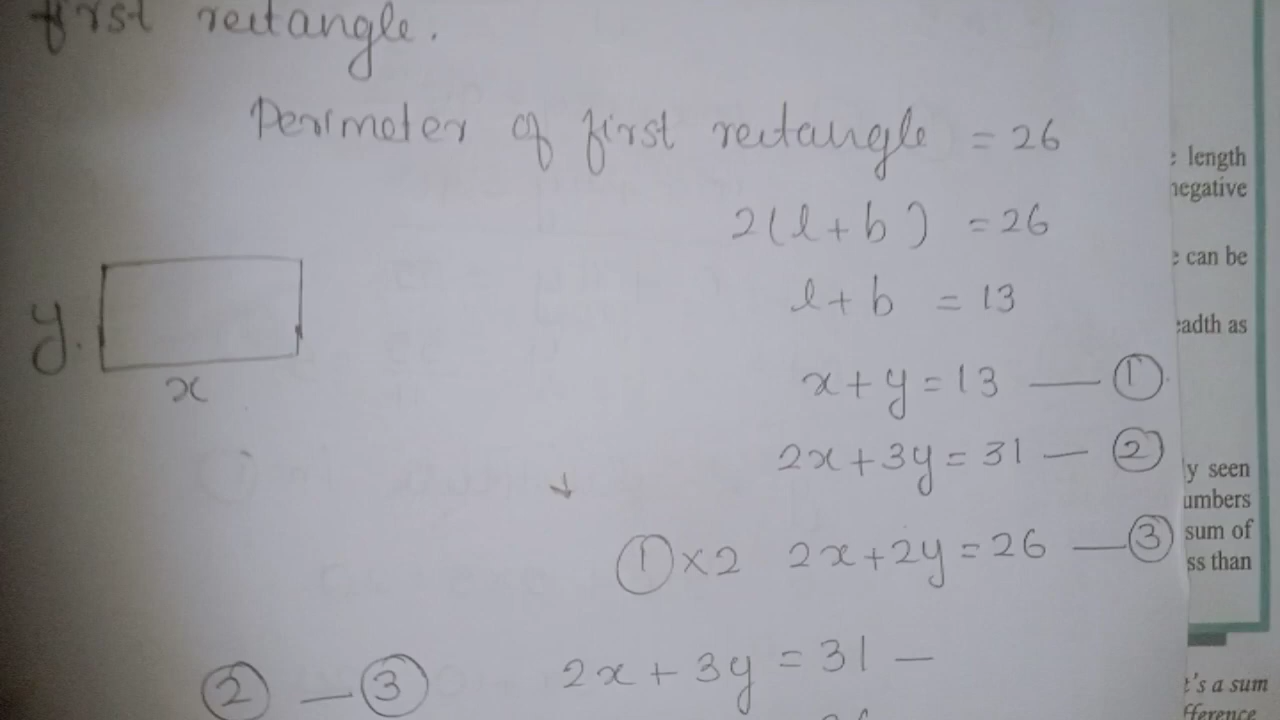 first rectangle.
Perimeter of first rectangle = 26
2(l+b) = 26
l+b = 13
y.
x
x+y=13 — ①
2x+3y=31 — ②
①×2 2x+2y=26 — ③
② — ③ 2x+3y=31 —
length
negative
can be
eadth as
y seen
umbers
sum of
ss than
t's a sum
fference